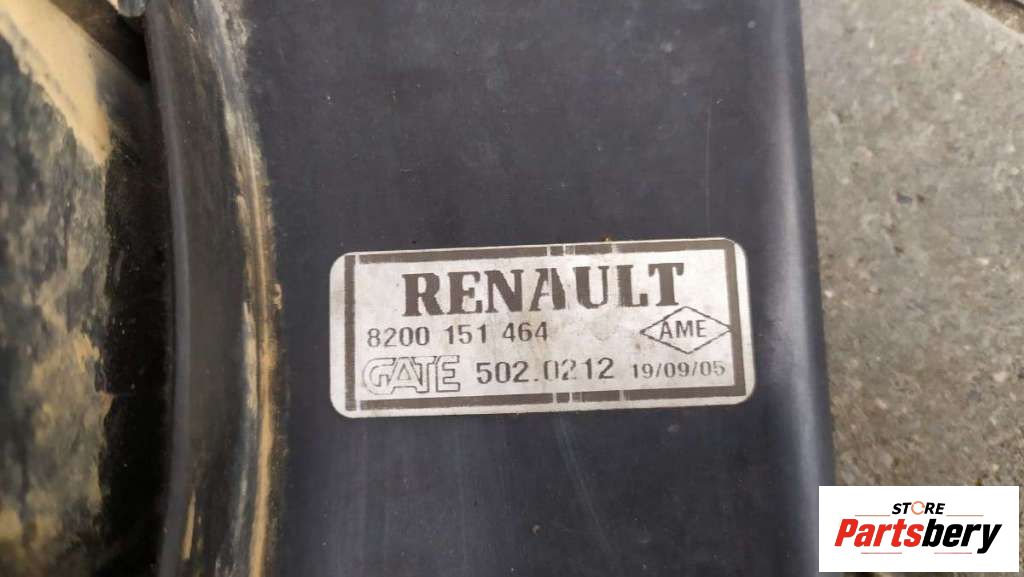 RENAULT
8200 151 464
AME
GATE 502.0212 19/09/05
STORE
Partsbery